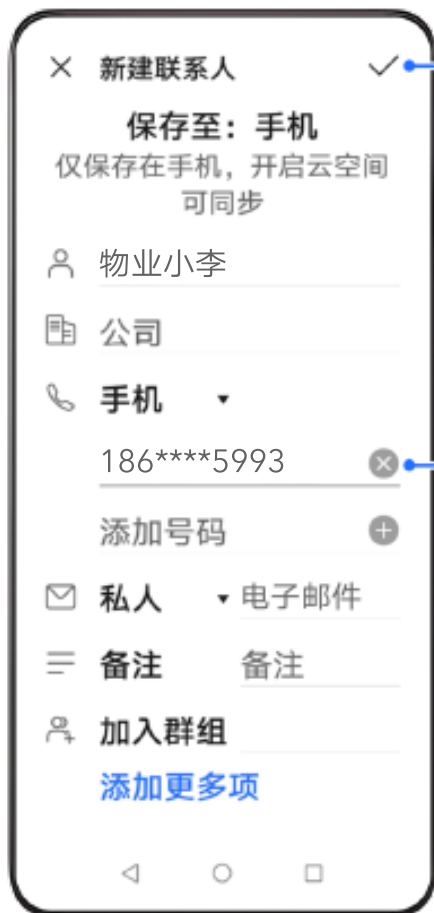 新建联系人
保存至：手机
仅保存在手机，开启云空间
可同步
物业小李
公司
手机
186****5993
添加号码
私人 电子邮件
备注 备注
加入群组
添加更多项